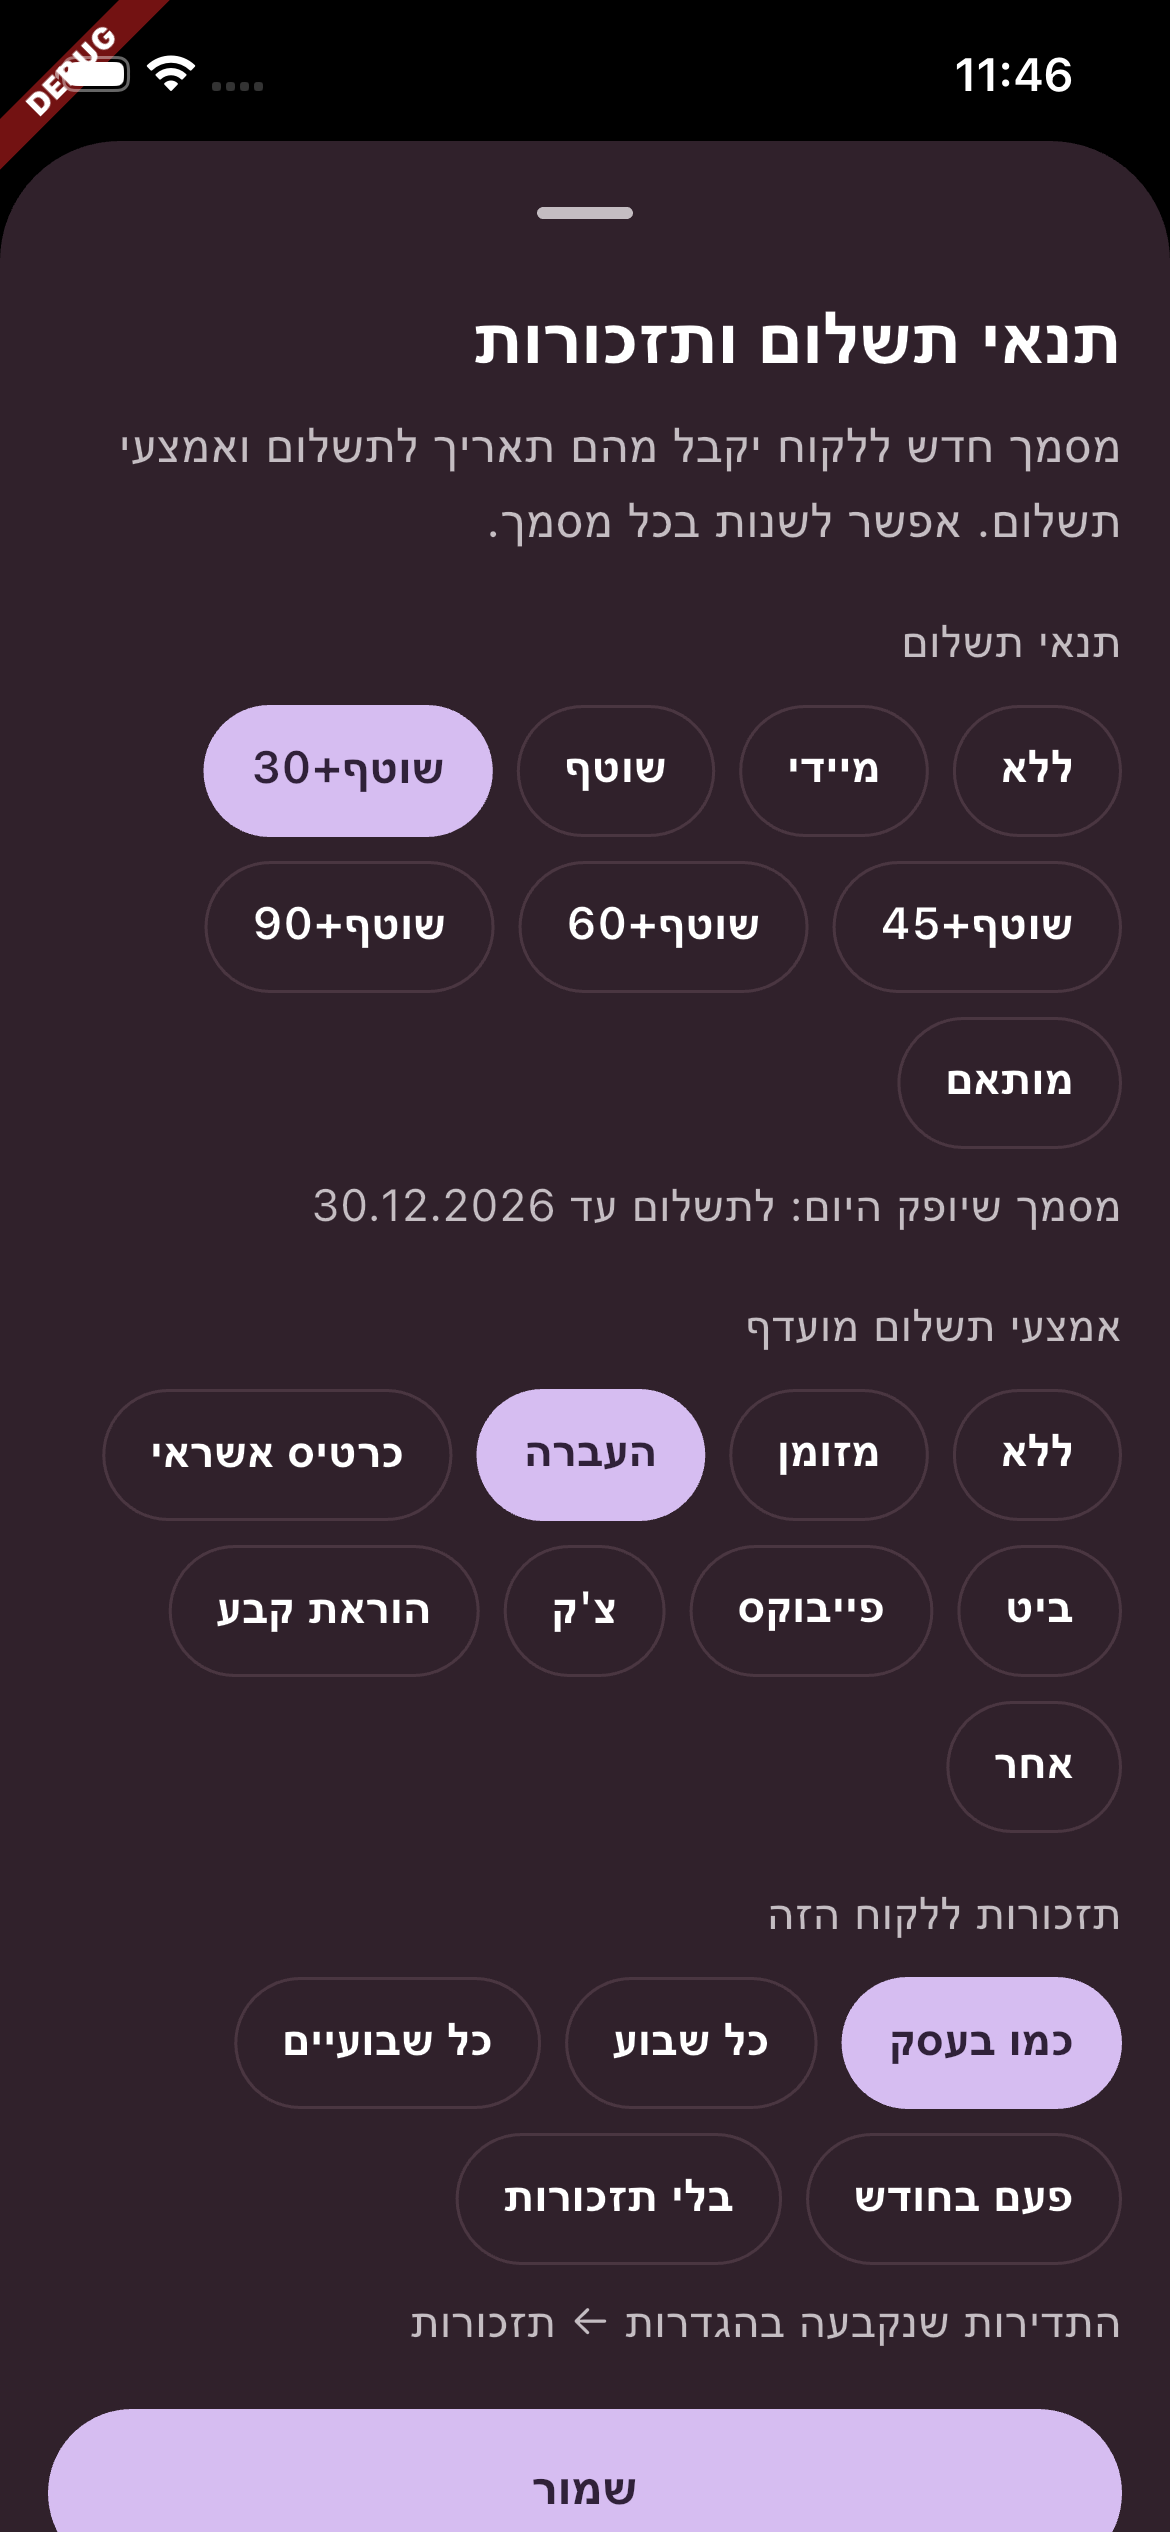 DEBUG
11:46
תנאי תשלום ותזכורות
מסמך חדש ללקוח יקבל מהם תאריך לתשלום ואמצעי
תשלום. אפשר לשנות בכל מסמך.
תנאי תשלום
ללא מיידי שוטף שוטף+30
שוטף+45 שוטף+60 שוטף+90
מותאם
מסמך שיופק היום: לתשלום עד 30.12.2026
אמצעי תשלום מועדף
ללא מזומן העברה כרטיס אשראי
ביט פייבוקס צ'ק הוראת קבע
אחר
תזכורות ללקוח הזה
כמו בעסק כל שבוע כל שבועיים
פעם בחודש בלי תזכורות
התדירות שנקבעה בהגדרות ← תזכורות
שמור